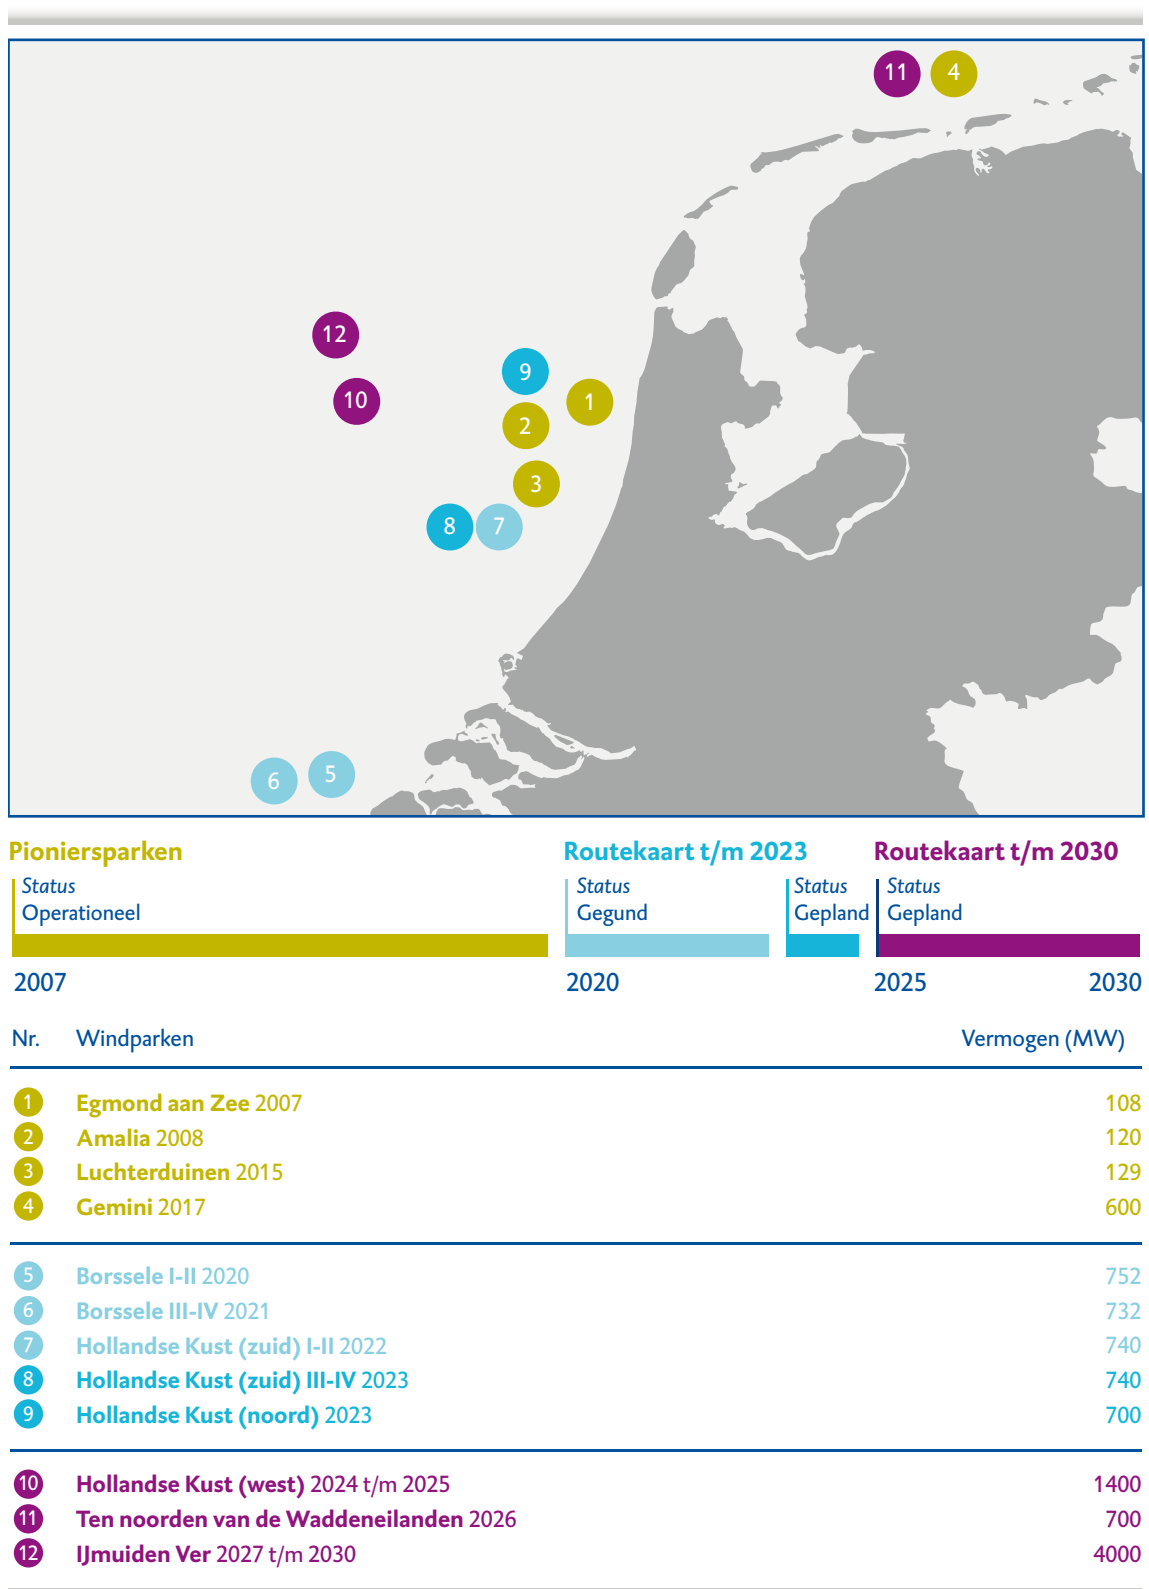 11 4
12
9
10 1
2
3
8 7
5
6
Pioniersparken Routekaart t/m 2023 Routekaart t/m 2030
Status Status Status Status
Operationeel Gegund Gepland Gepland
2007 2020 2025 2030
Nr. Windparken Vermogen (MW)
1 Egmond aan Zee 2007 108
2 Amalia 2008 120
3 Luchterduinen 2015 129
4 Gemini 2017 600
5 Borssele I-II 2020 752
6 Borssele III-IV 2021 732
7 Hollandse Kust (zuid) I-II 2022 740
8 Hollandse Kust (zuid) III-IV 2023 740
9 Hollandse Kust (noord) 2023 700
10 Hollandse Kust (west) 2024 t/m 2025 1400
11 Ten noorden van de Waddeneilanden 2026 700
12 IJmuiden Ver 2027 t/m 2030 4000